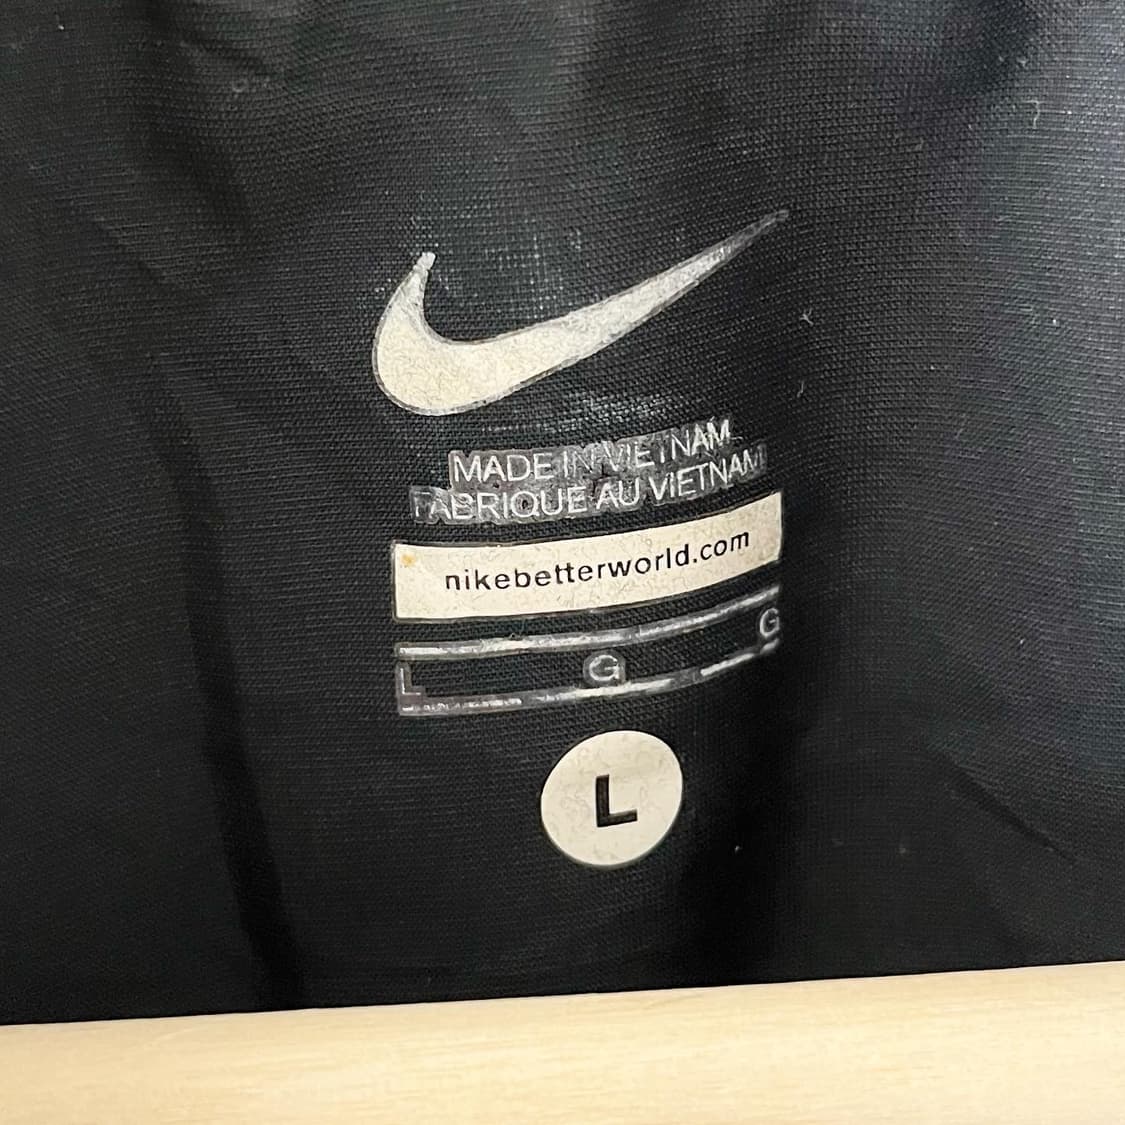 MADE IN VIETNAM
FABRIQUE AU VIETNAM
nikebetterworld.com
L G G
L